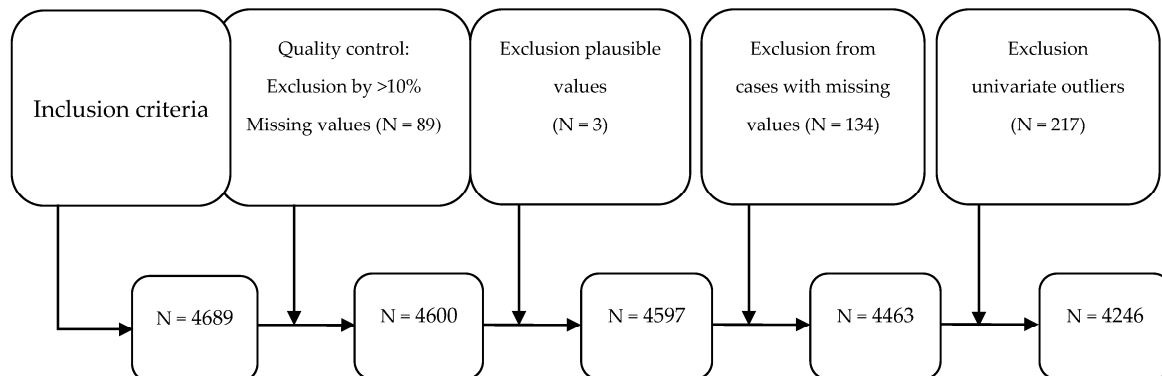 Inclusion criteria
Quality control:
Exclusion by >10%
Missing values (N = 89)
Exclusion plausible
values
(N = 3)
Exclusion from
cases with missing
values (N = 134)
Exclusion
univariate outliers
(N = 217)
N = 4689
N = 4600
N = 4597
N = 4463
N = 4246